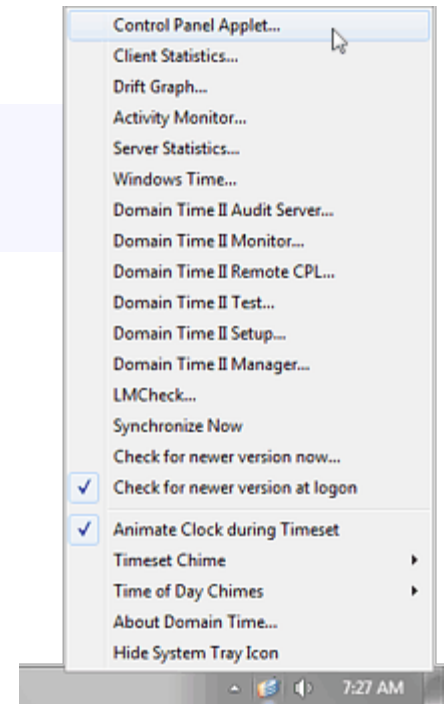 Control Panel Applet...
Client Statistics...
Drift Graph...
Activity Monitor...
Server Statistics...
Windows Time...
Domain Time II Audit Server...
Domain Time II Monitor...
Domain Time II Remote CPL...
Domain Time II Test...
Domain Time II Setup...
Domain Time II Manager...
LMCheck...
Synchronize Now
Check for newer version now...
Check for newer version at logon
Animate Clock during Timeset
Timeset Chime
Time of Day Chimes
About Domain Time...
Hide System Tray Icon
7:27 AM